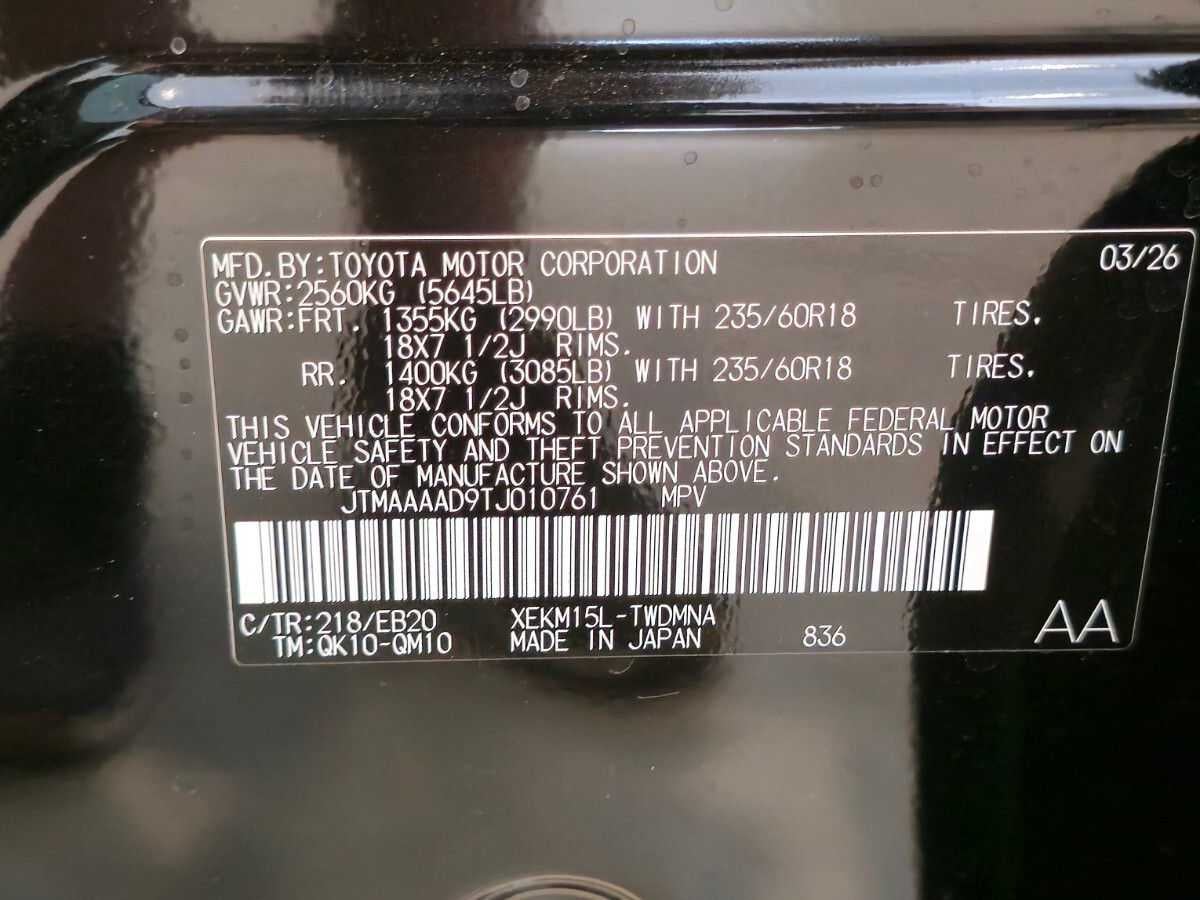 MFD.BY:TOYOTA MOTOR CORPORATION 03/26
GVWR:2560KG (5645LB)
GAWR:FRT. 1355KG (2990LB) WITH 235/60R18 TIRES.
18X7 1/2J RIMS.
RR. 1400KG (3085LB) WITH 235/60R18 TIRES.
18X7 1/2J RIMS.
THIS VEHICLE CONFORMS TO ALL APPLICABLE FEDERAL MOTOR
VEHICLE SAFETY AND THEFT PREVENTION STANDARDS IN EFFECT ON
THE DATE OF MANUFACTURE SHOWN ABOVE.
JTMAAAAD9TJ010761 MPV
C/TR:218/EB20 XEKM15L-TWDMNA
TM:QK10-QM10 MADE IN JAPAN 836 AA